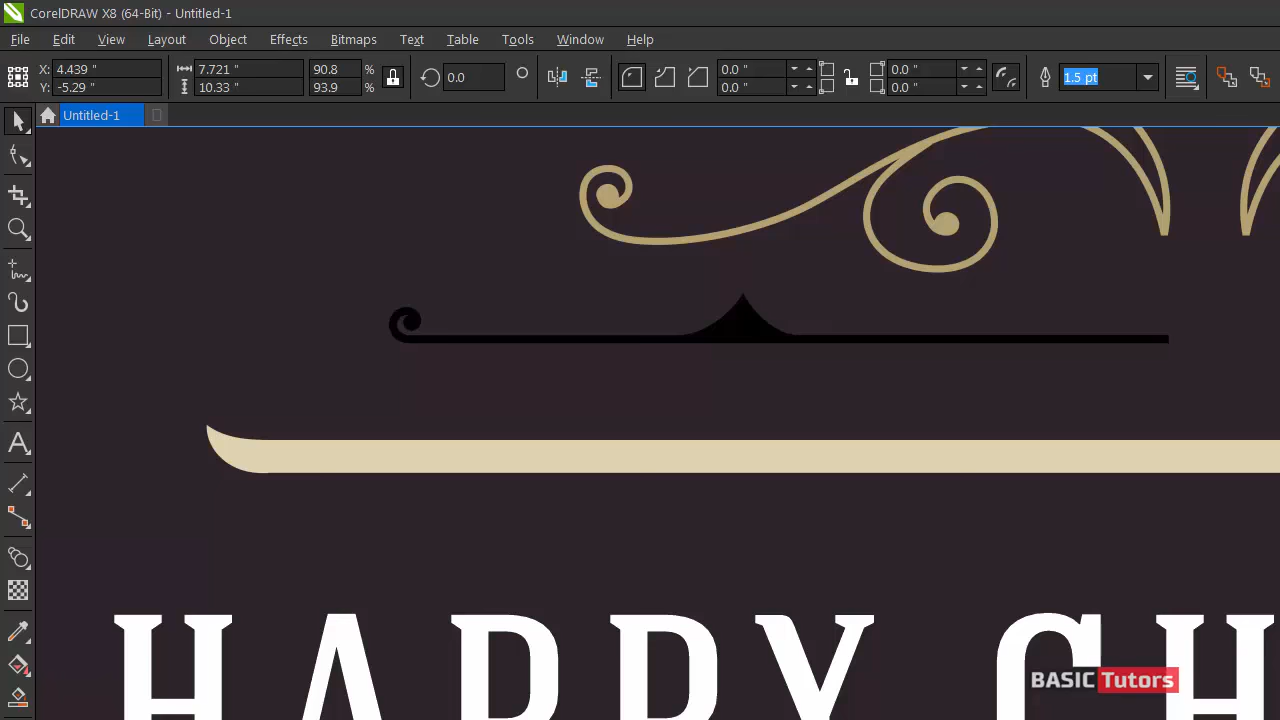 CorelDRAW X8 (64-Bit) - Untitled-1
File Edit View Layout Object Effects Bitmaps Text Table Tools Window Help
X: 4.439 " 7.721 " 90.8 % 0.0 0.0 " 0.0 " 1.5 pt
Y: -5.29 " 10.33 " 93.9 % 0.0 " 0.0 "
Untitled-1
HAPPY CH
BASIC Tutors